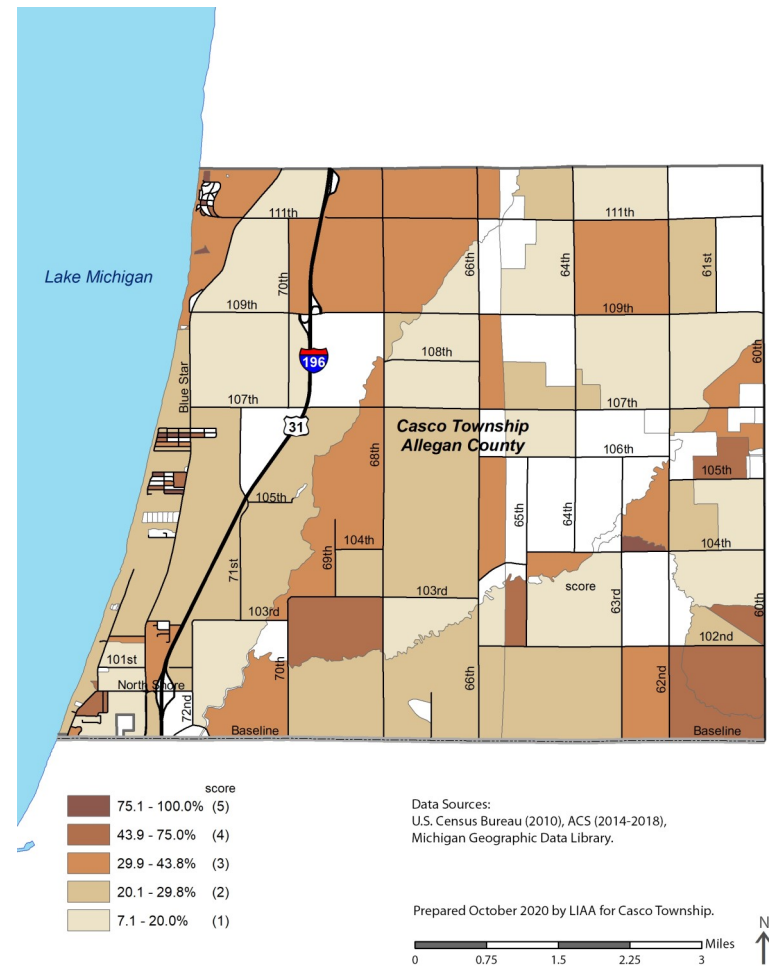 111th
111th
Lake Michigan
70th
66th
64th
61st
109th
109th
Blue Star
196
108th
60th
107th
107th
31
Casco Township
Allegan County
68th
106th
105th
105th
65th
64th
104th
104th
69th
71st
score
103rd
103rd
63rd
60th
102nd
101st
North Shore
70th
66th
62nd
72nd
Baseline
Baseline
score
75.1 - 100.0% (5)
43.9 - 75.0% (4)
29.9 - 43.8% (3)
20.1 - 29.8% (2)
7.1 - 20.0% (1)
Data Sources:
U.S. Census Bureau (2010), ACS (2014-2018),
Michigan Geographic Data Library.
Prepared October 2020 by LIAA for Casco Township.
N
Miles
0 0.75 1.5 2.25 3